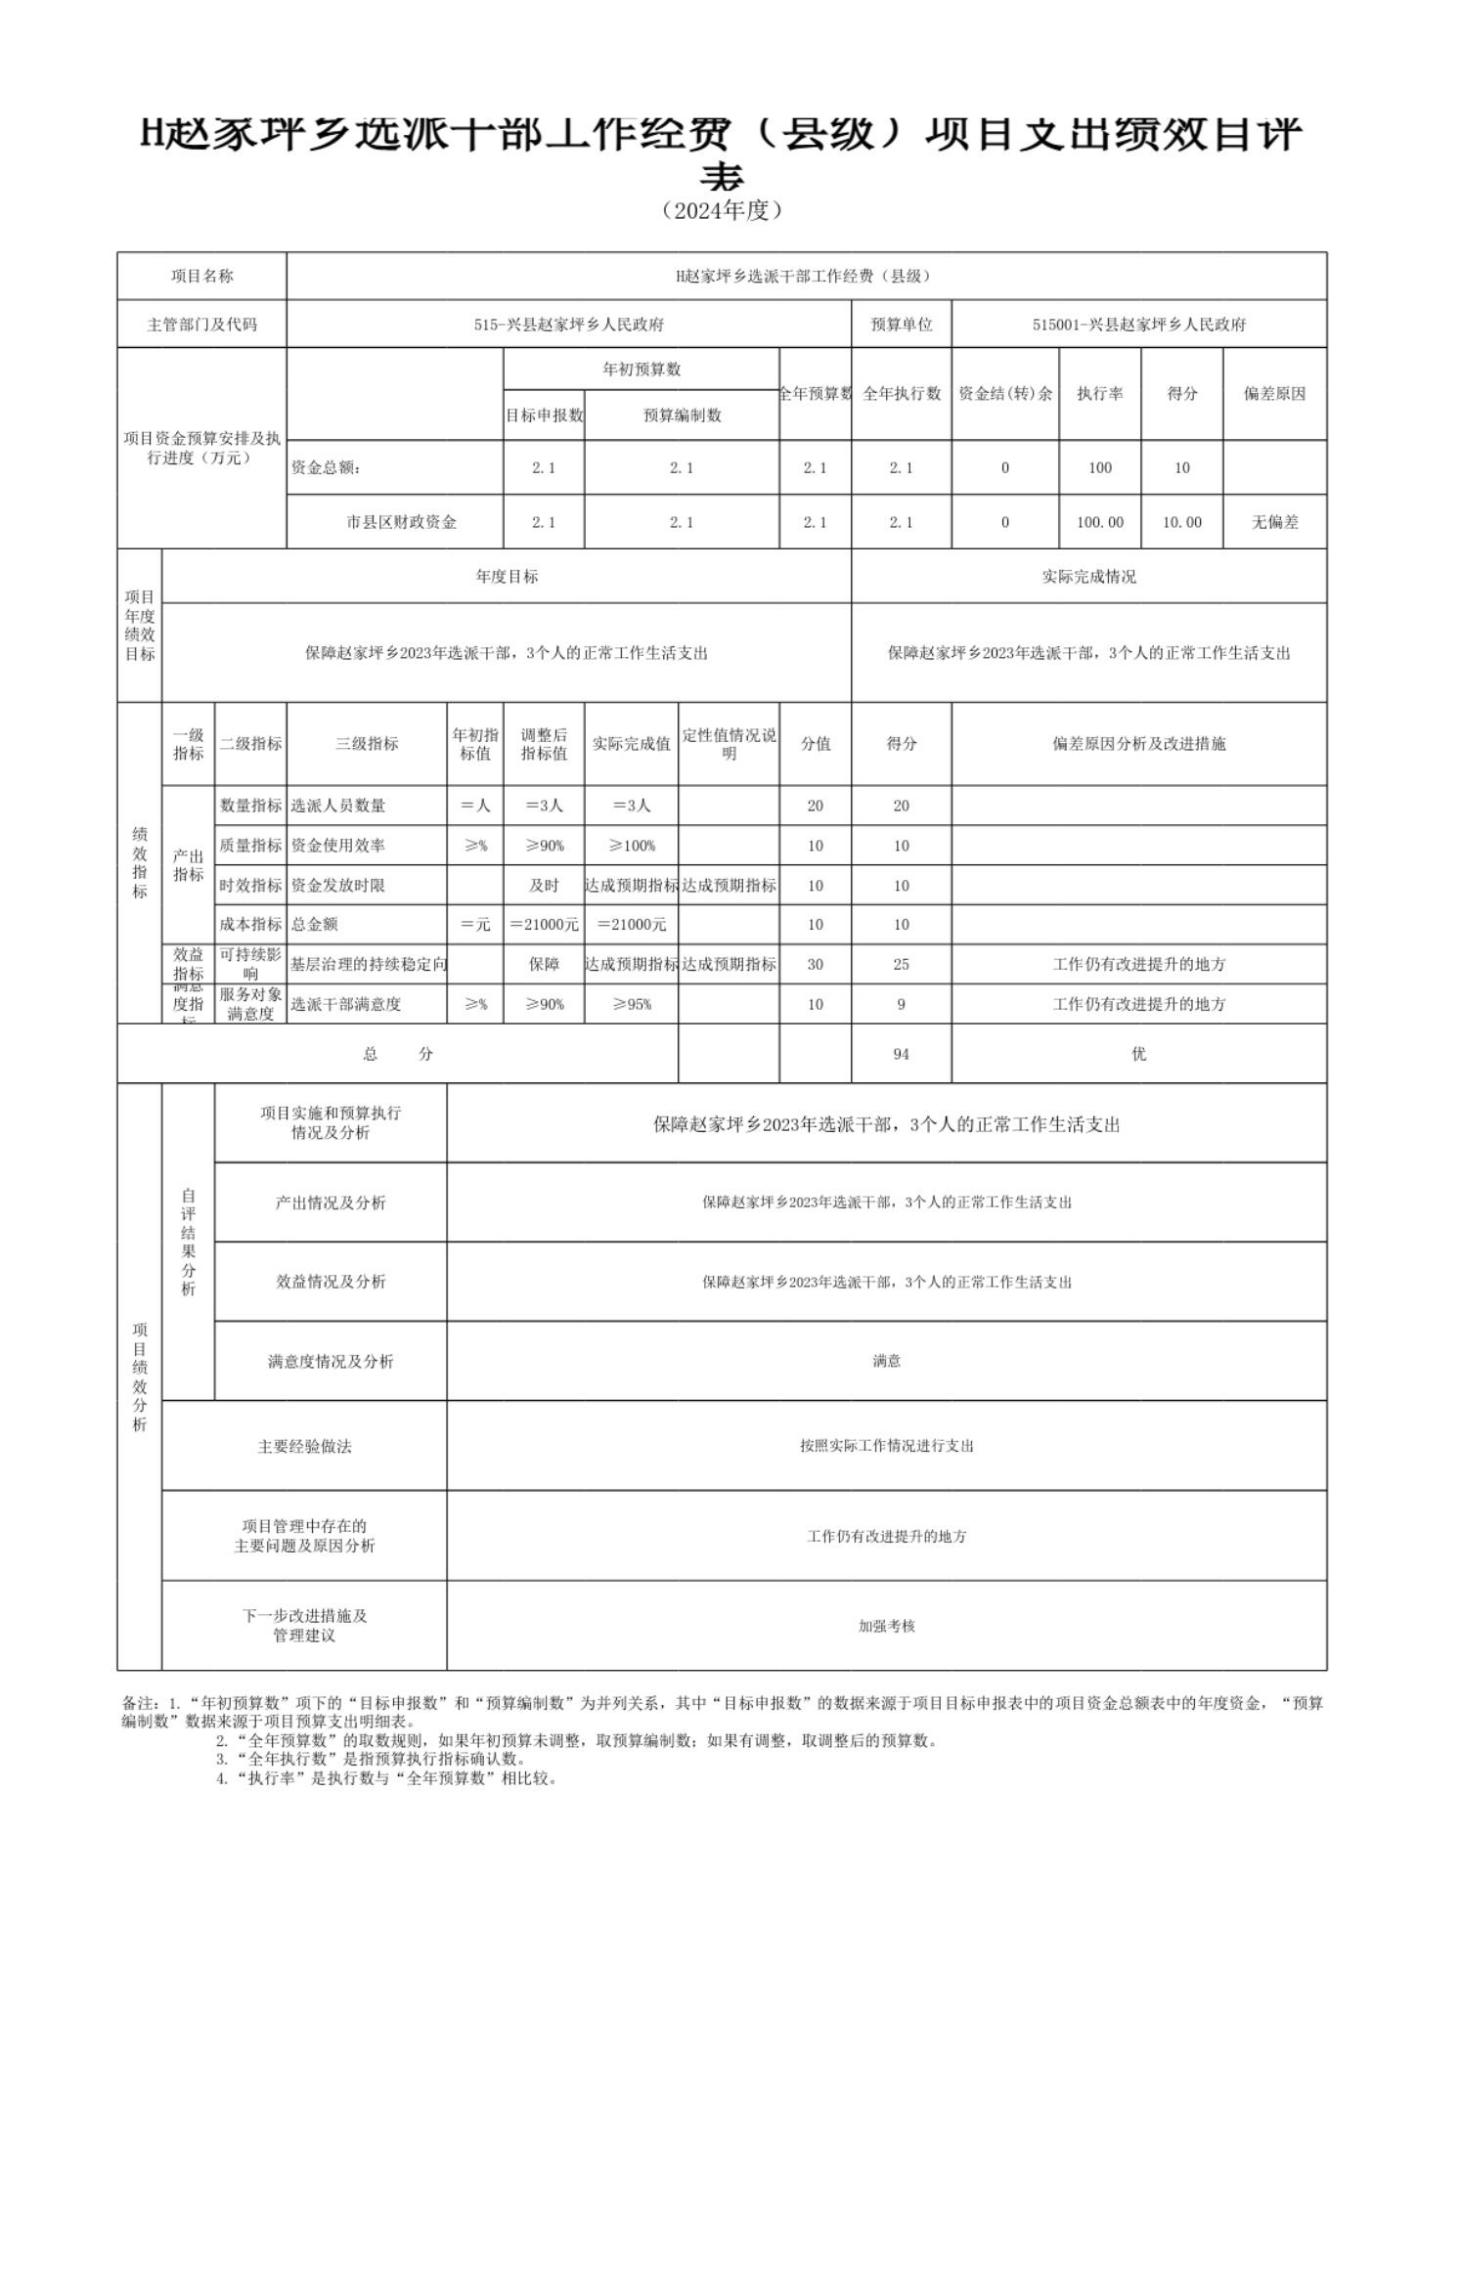 H赵家坪乡选派干部工作经费（县级）项目支出绩效自评
表
（2024年度）
项目名称 H赵家坪乡选派干部工作经费（县级）
主管部门及代码 515-兴县赵家坪乡人民政府 预算单位 515001-兴县赵家坪乡人民政府
项目资金预算安排及执
行进度（万元）
年初预算数
目标申报数 预算编制数
全年预算数 全年执行数 资金结(转)余 执行率 得分 偏差原因
资金总额： 2.1 2.1 2.1 2.1 0 100 10
市县区财政资金 2.1 2.1 2.1 2.1 0 100.00 10.00 无偏差
项目
年度
绩效
目标
年度目标 实际完成情况
保障赵家坪乡2023年选派干部，3个人的正常工作生活支出 保障赵家坪乡2023年选派干部，3个人的正常工作生活支出
绩
效
指
标
一级
指标
二级指标 三级指标
年初指
标值
调整后
指标值
实际完成值
定性值情况说
明
分值 得分 偏差原因分析及改进措施
产出
指标
数量指标 选派人员数量 ＝人 ＝3人 ＝3人 20 20
质量指标 资金使用效率 ≥% ≥90% ≥100% 10 10
时效指标 资金发放时限 及时 达成预期指标 达成预期指标 10 10
成本指标 总金额 ＝元 ＝21000元 ＝21000元 10 10
效益
指标
可持续影
响
基层治理的持续稳定向 保障 达成预期指标 达成预期指标 30 25 工作仍有改进提升的地方
满意
度指
标
服务对象
满意度
选派干部满意度 ≥% ≥90% ≥95% 10 9 工作仍有改进提升的地方
总 分 94 优
项
目
绩
效
分
析
自
评
结
果
分
析
项目实施和预算执行
情况及分析
保障赵家坪乡2023年选派干部，3个人的正常工作生活支出
产出情况及分析 保障赵家坪乡2023年选派干部，3个人的正常工作生活支出
效益情况及分析 保障赵家坪乡2023年选派干部，3个人的正常工作生活支出
满意度情况及分析 满意
主要经验做法 按照实际工作情况进行支出
项目管理中存在的
主要问题及原因分析
工作仍有改进提升的地方
下一步改进措施及
管理建议
加强考核
备注：1.“年初预算数”项下的“目标申报数”和“预算编制数”为并列关系，其中“目标申报数”的数据来源于项目目标申报表中的项目资金总额表中的年度资金，“预算
编制数”数据来源于项目预算支出明细表。
2.“全年预算数”的取数规则，如果年初预算未调整，取预算编制数；如果有调整，取调整后的预算数。
3.“全年执行数”是指预算执行指标确认数。
4.“执行率”是执行数与“全年预算数”相比较。